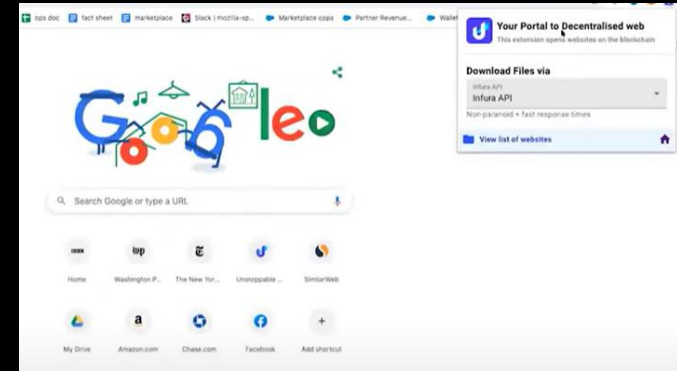 ops doc fact sheet marketplace Slack | mozilla-sp... Marketplace opps Partner Revenue... Wallet
Your Portal to Decentralised web
This extension opens websites on the blockchain
Download Files via
Infura API
Infura API
Non-paranoid + fast response times
View list of websites
Google
Search Google or type a URL
Home Washington P... The New Yor... Unstoppable ... SimilarWeb
My Drive Amazon.com Chase.com Facebook Add shortcut